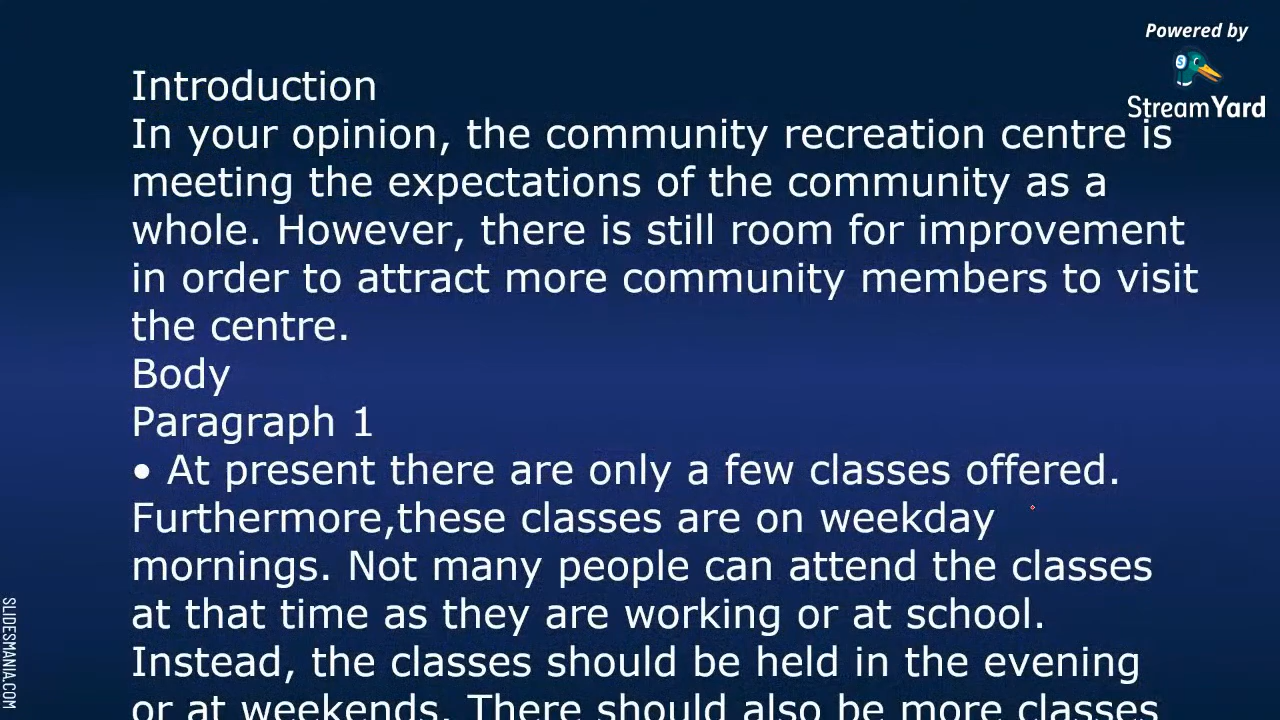 Powered by
StreamYard
Introduction
In your opinion, the community recreation centre is
meeting the expectations of the community as a
whole. However, there is still room for improvement
in order to attract more community members to visit
the centre.
Body
Paragraph 1
• At present there are only a few classes offered.
Furthermore,these classes are on weekday
mornings. Not many people can attend the classes
at that time as they are working or at school.
Instead, the classes should be held in the evening
or at weekends. There should also be more classes
SLIDESMANIA.COM